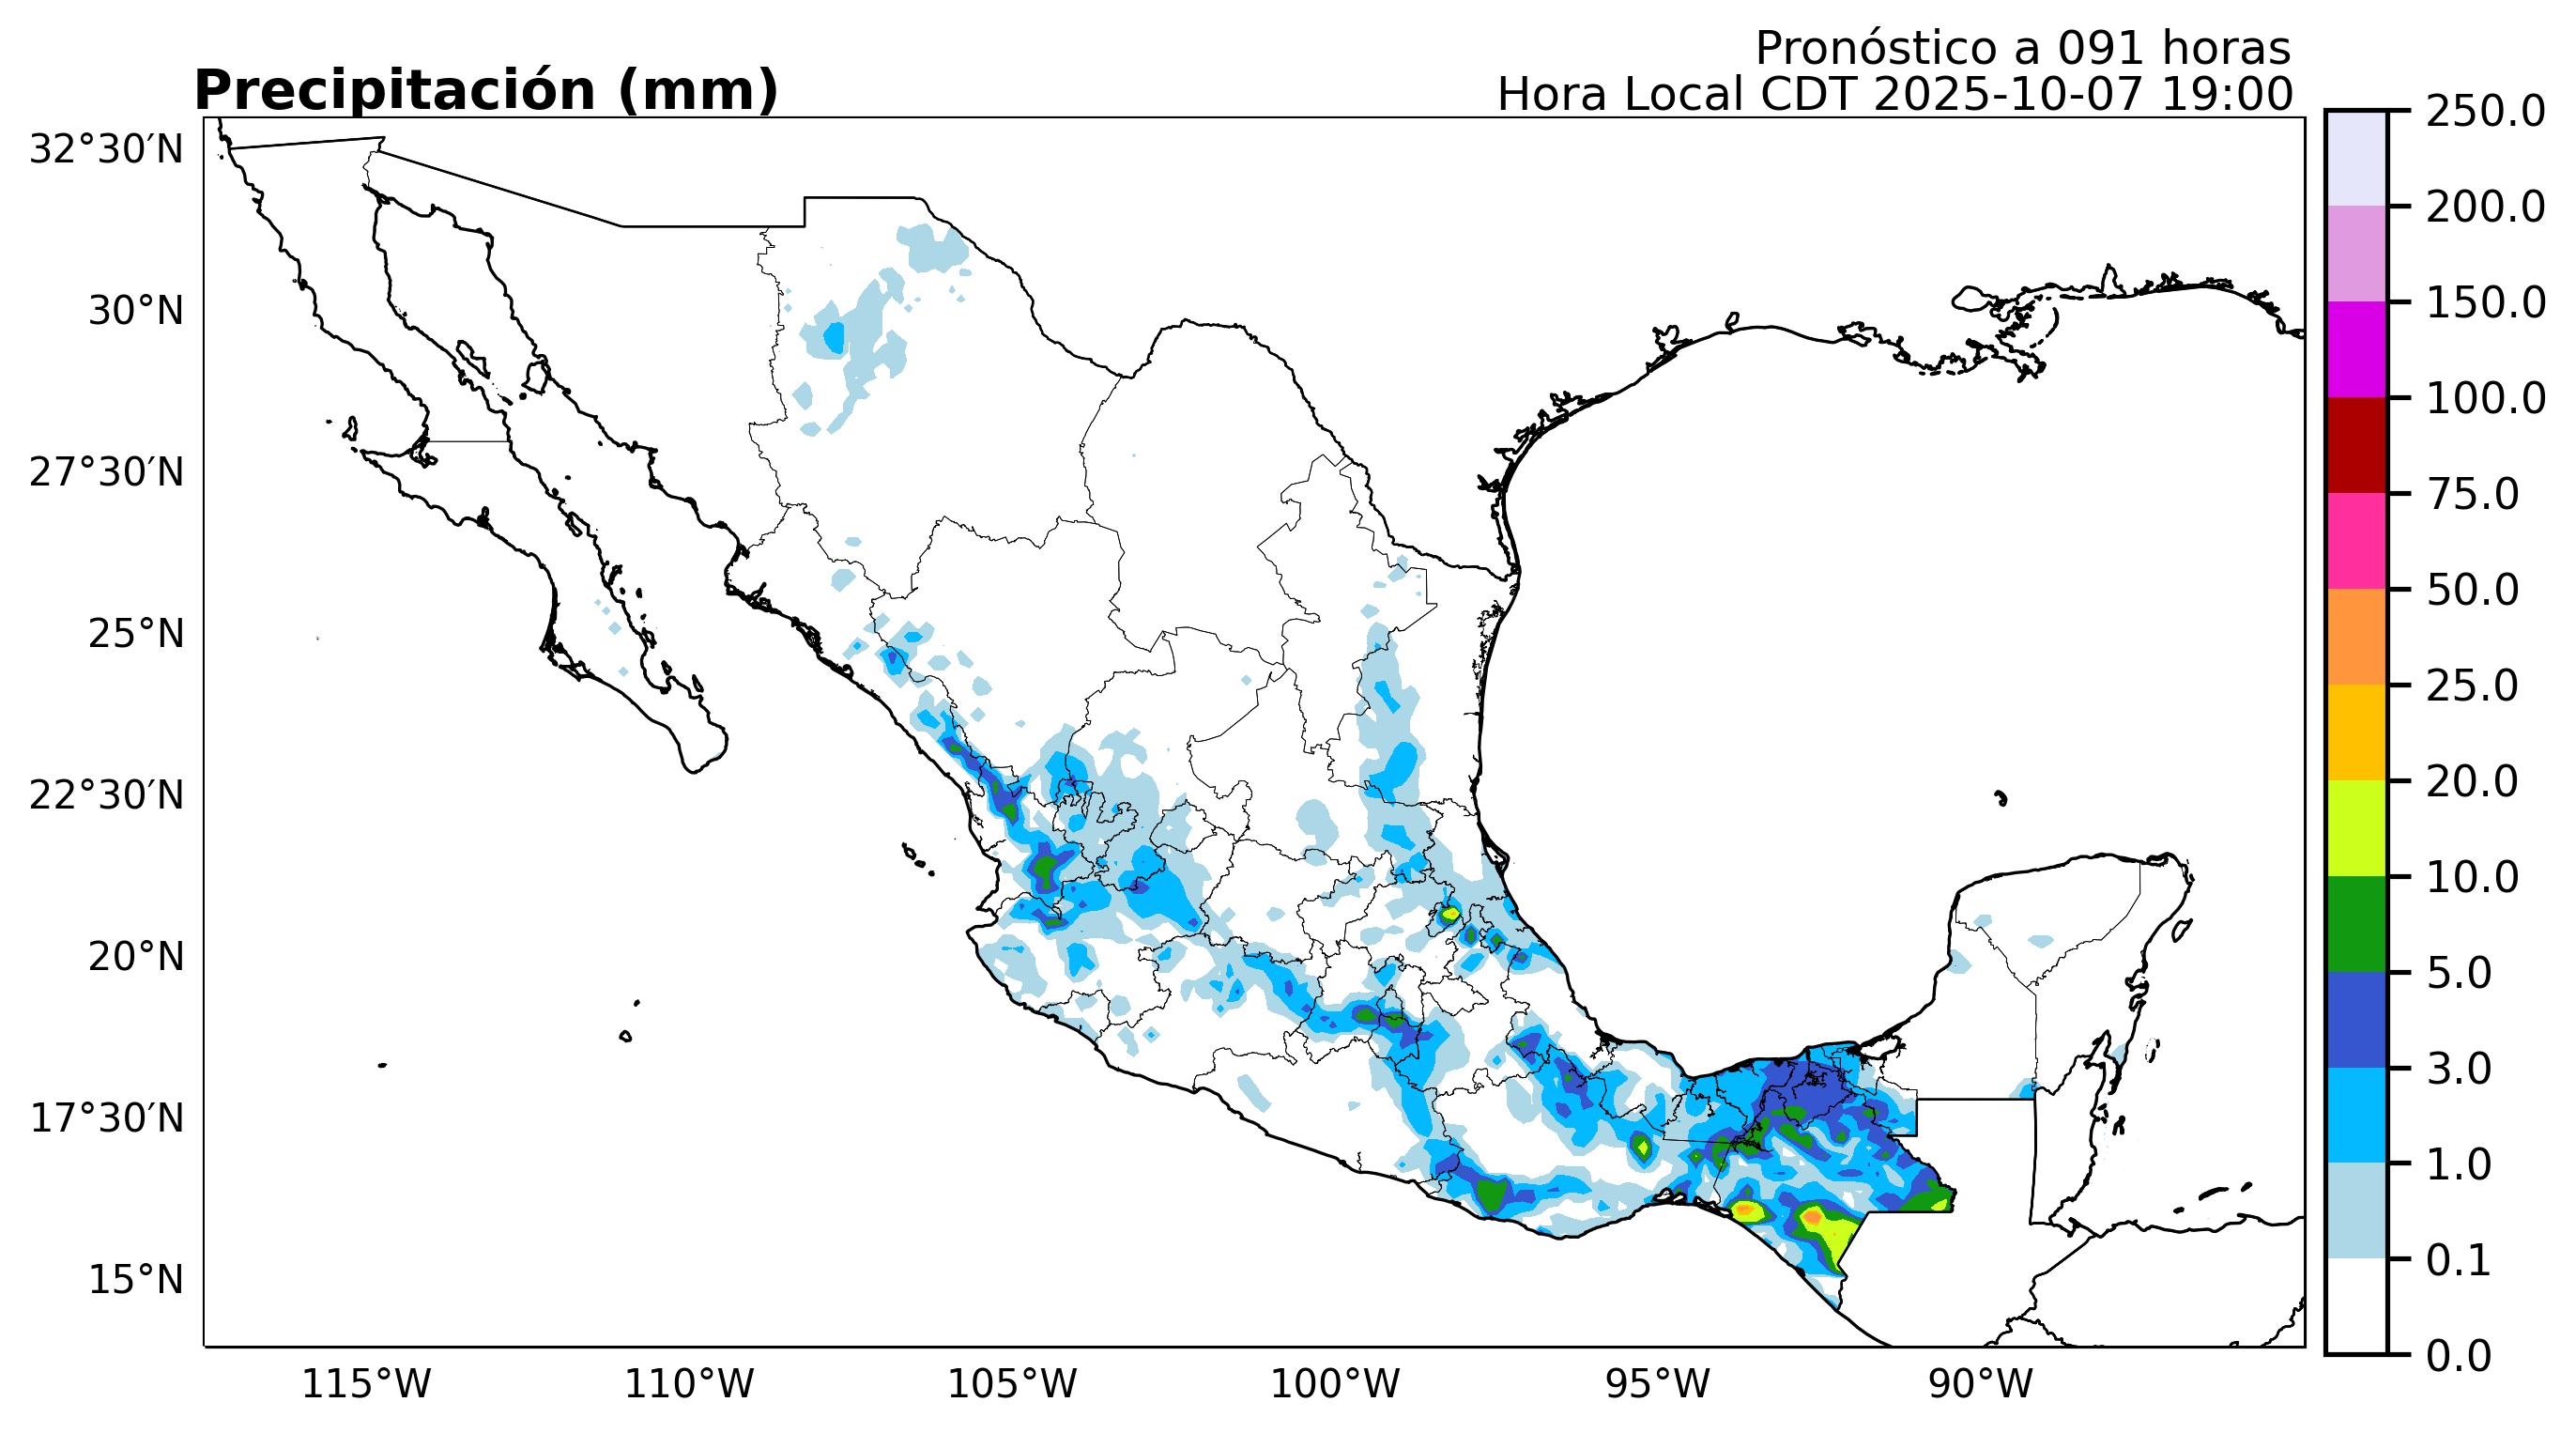 Pronóstico a 091 horas
Precipitación (mm)
Hora Local CDT 2025-10-07 19:00
32°30′N
30°N
27°30′N
25°N
22°30′N
20°N
17°30′N
15°N
115°W
110°W
105°W
100°W
95°W
90°W
250.0
200.0
150.0
100.0
75.0
50.0
25.0
20.0
10.0
5.0
3.0
1.0
0.1
0.0